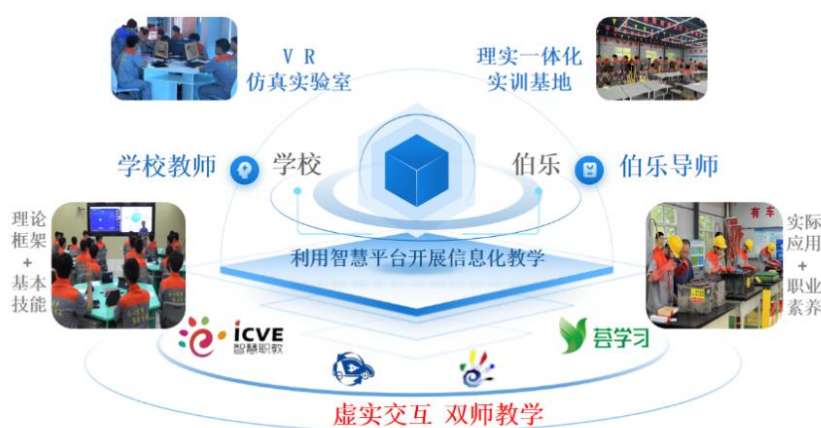 V R
仿真实验室
理实一体化
实训基地
学校教师
学校
伯乐
伯乐导师
理论
框架
+
基本
技能
有车
实际
应用
+
职业
素养
利用智慧平台开展信息化教学
iCVE
智慧职教
荟学习
虚实交互 双师教学